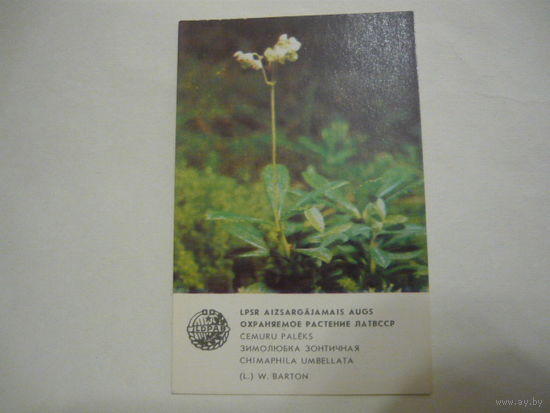 LPSR AIZSARGĀJAMAIS AUGS
ОХРАНЯЕМОЕ РАСТЕНИЕ ЛАТВССР
ČEMURU PALĒKS
ЗИМОЛЮБКА ЗОНТИЧНАЯ
CHIMAPHILA UMBELLATA
(L.) W. BARTON
www.ay.by